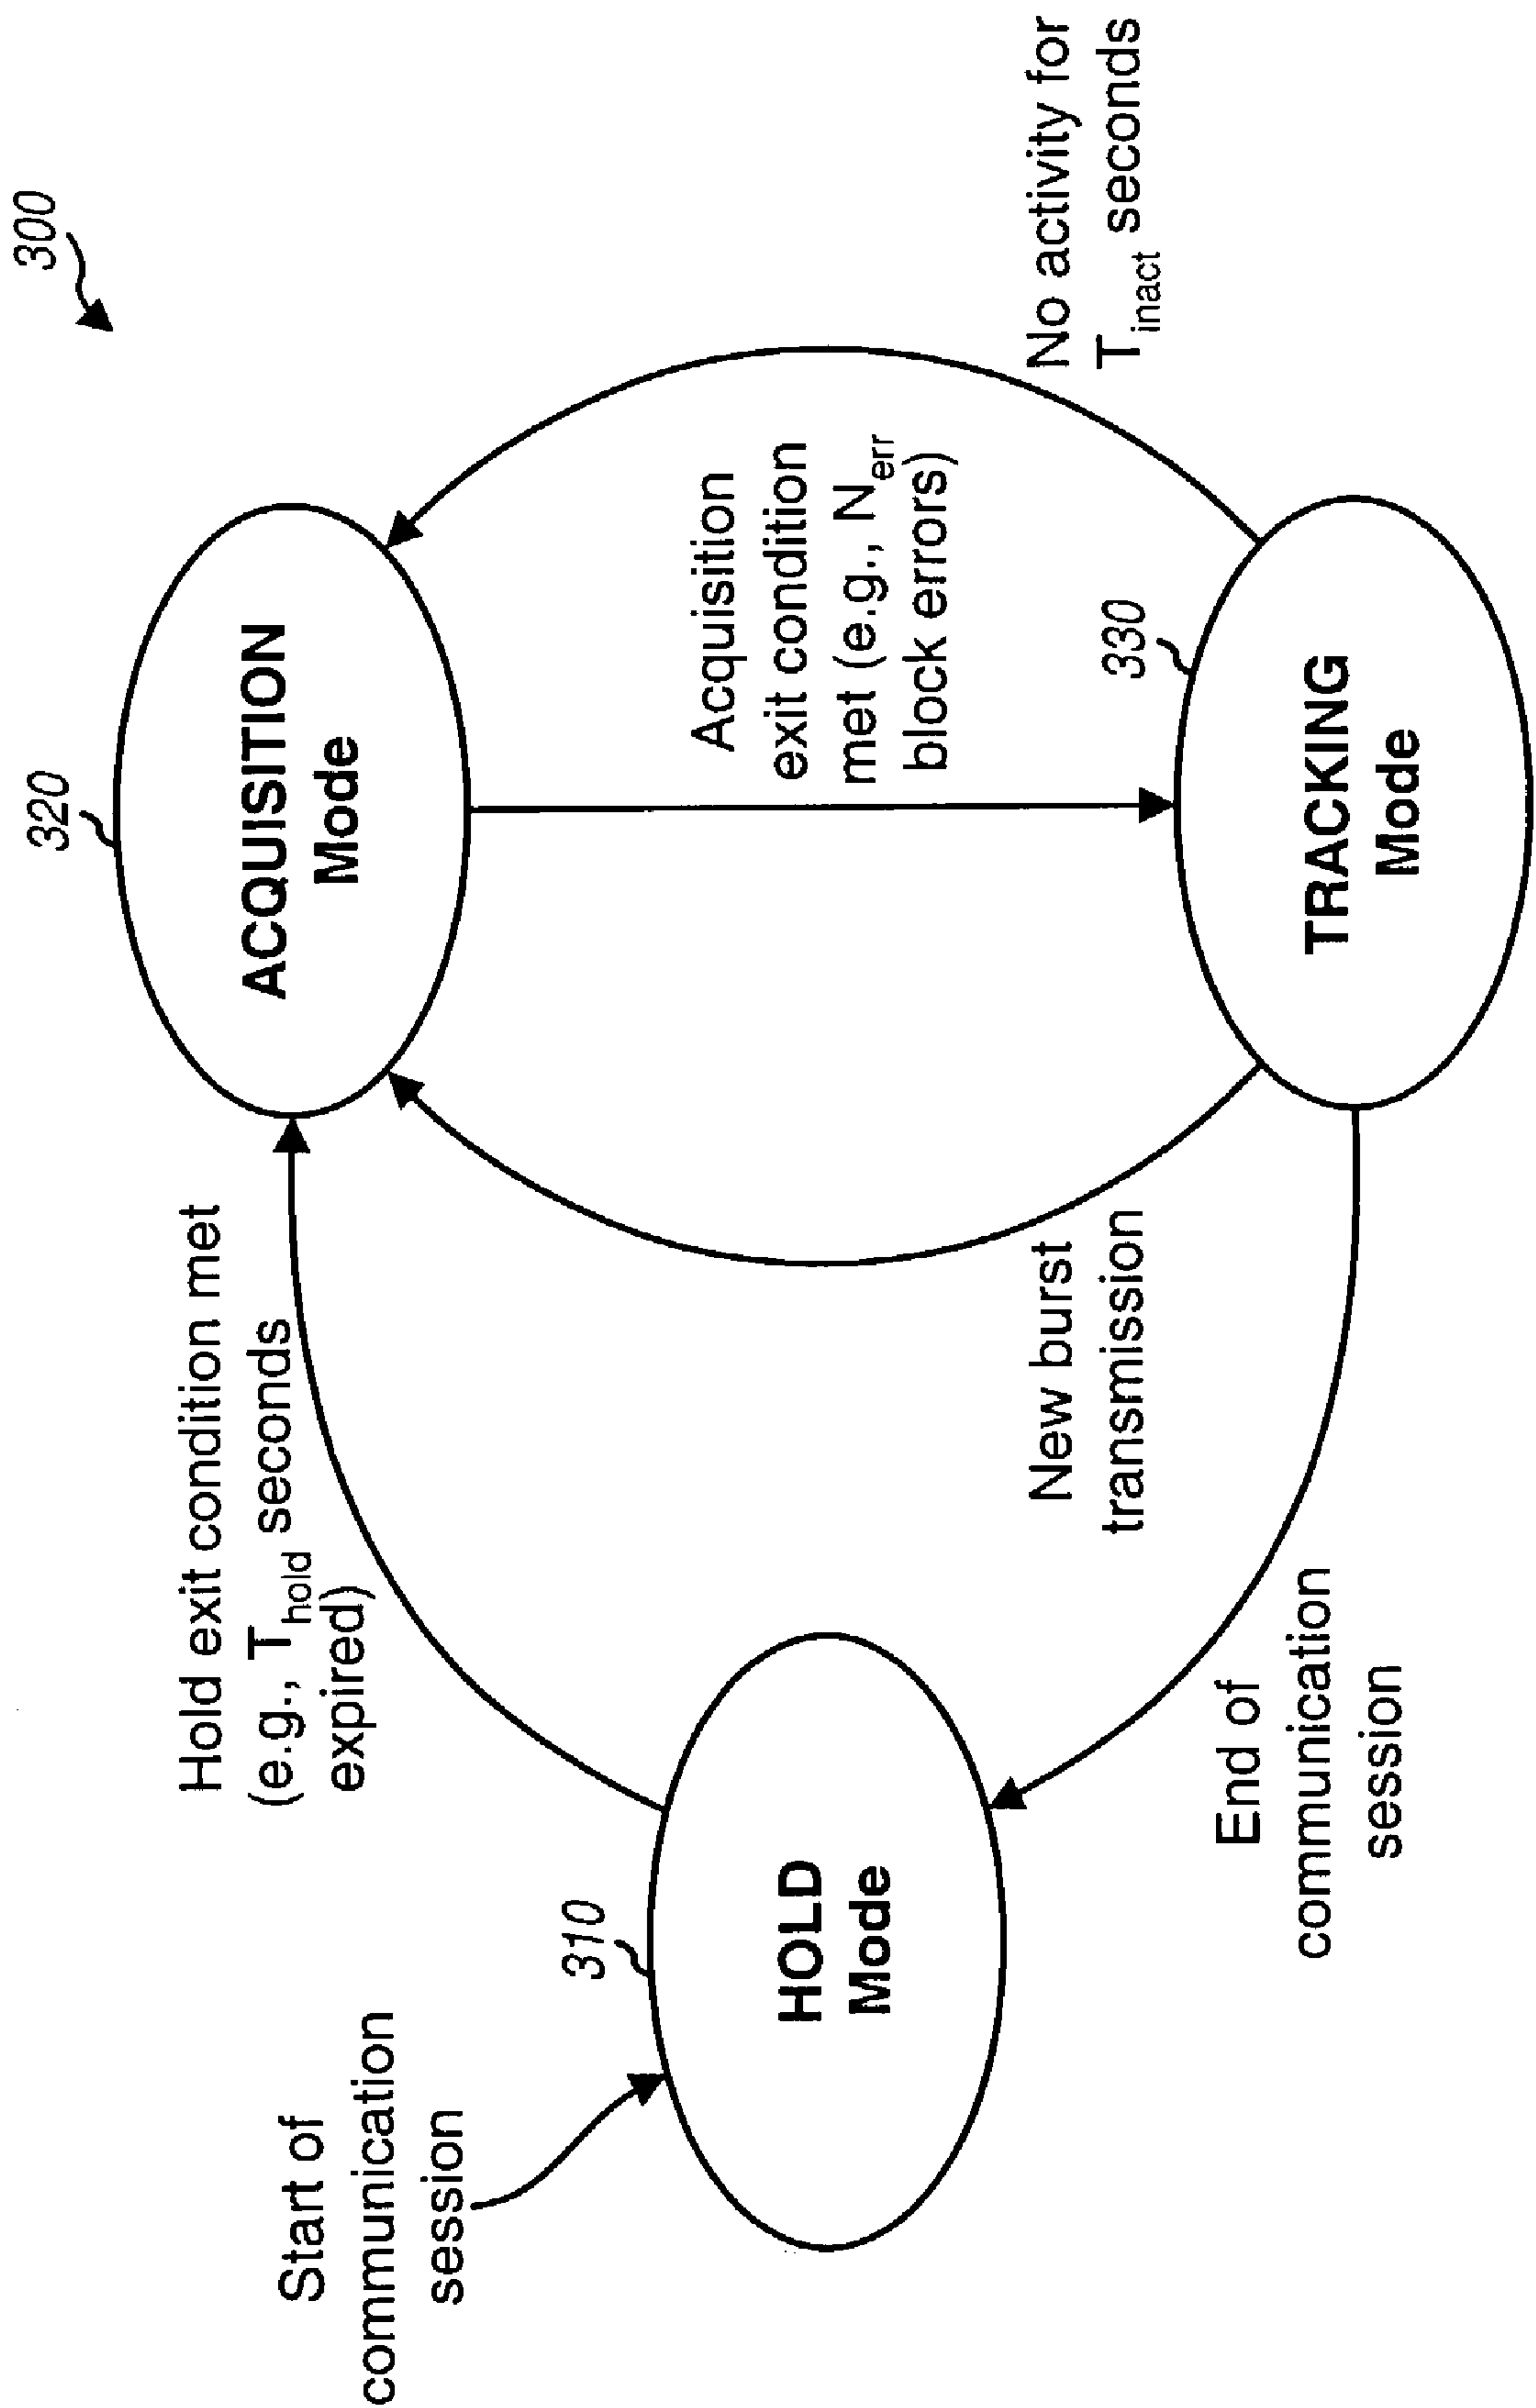 300
320
ACQUISITION
Mode
Hold exit condition met
(e.g., T_hold seconds
expired)
Start of
communication
session
310
HOLD
Mode
Acquisition
exit condition
met (e.g., N_err
block errors)
New burst
transmission
No activity for
T_inact seconds
330
TRACKING
Mode
End of
communication
session